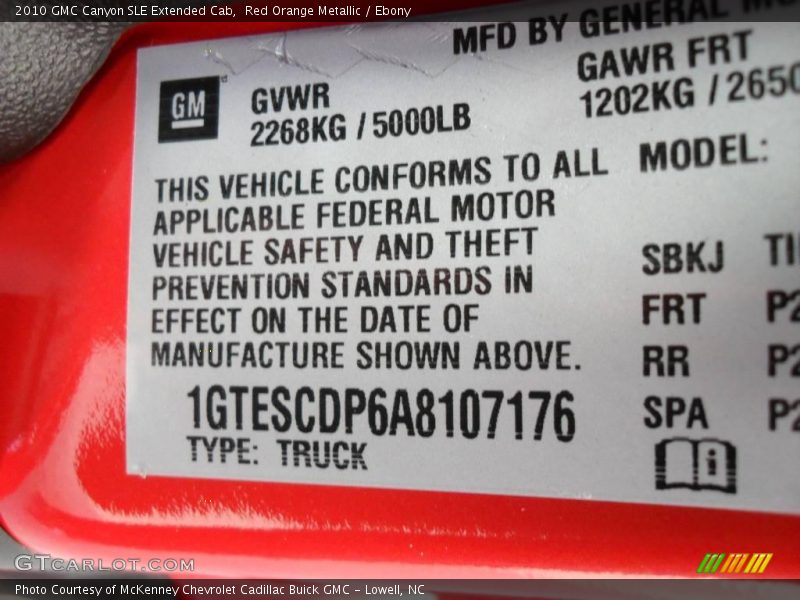 2010 GMC Canyon SLE Extended Cab,  Red Orange Metallic / Ebony
MFD BY GENERAL
GM
GVWR
2268KG / 5000LB
GAWR FRT
1202KG / 2650
THIS VEHICLE CONFORMS TO ALL
APPLICABLE FEDERAL MOTOR
VEHICLE SAFETY AND THEFT
PREVENTION STANDARDS IN
EFFECT ON THE DATE OF
MANUFACTURE SHOWN ABOVE.
1GTESCDP6A8107176
TYPE: TRUCK
MODEL:
SBKJ
FRT P2
RR P2
SPA P2
GTCARLOT.COM
Photo Courtesy of McKenney Chevrolet Cadillac Buick GMC - Lowell, NC